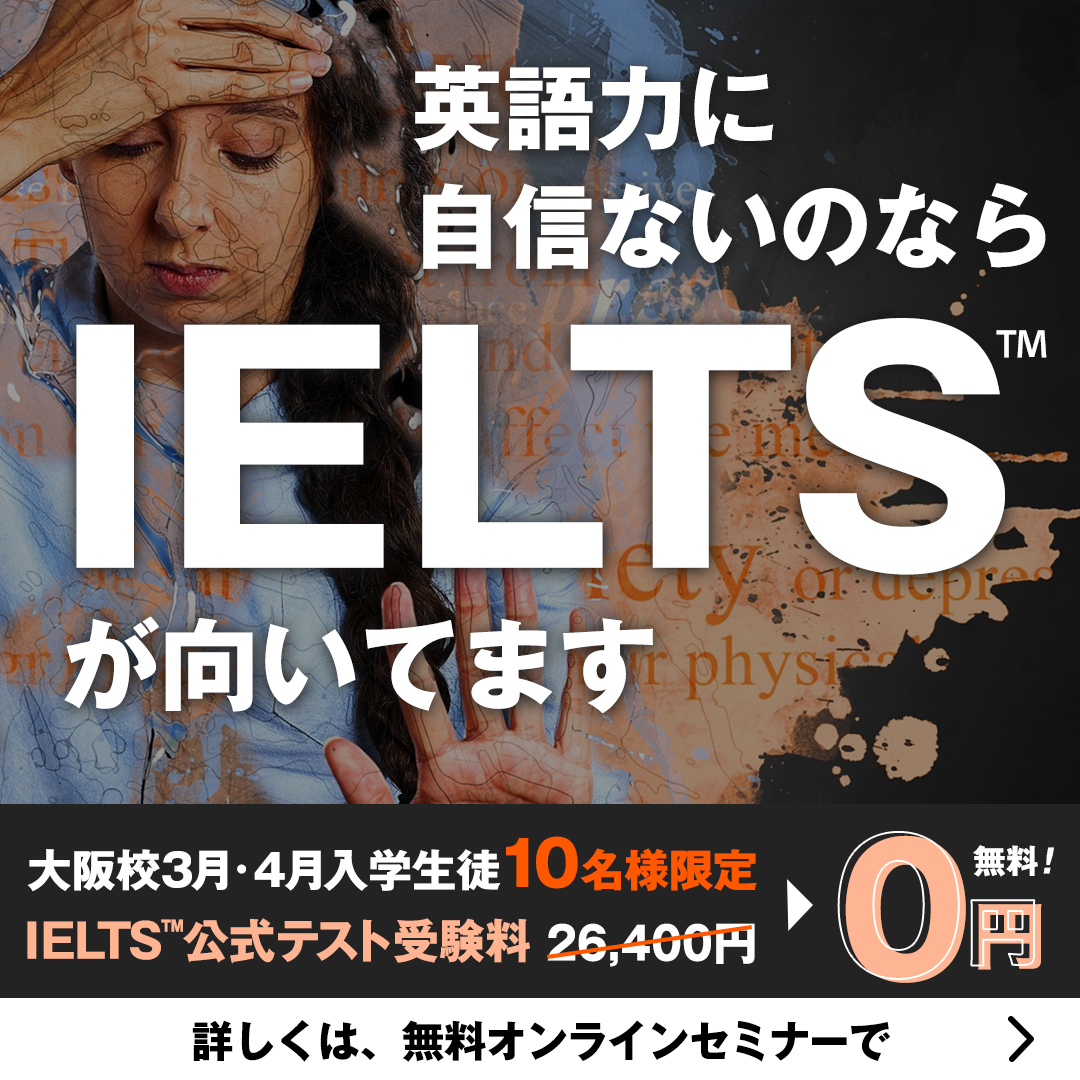 英語力に
自信ないのなら
IELTS™
が向いてます
大阪校3月・4月入学生徒10名様限定
IELTS™公式テスト受験料 26,400円
0円
無料!
詳しくは、無料オンラインセミナーで